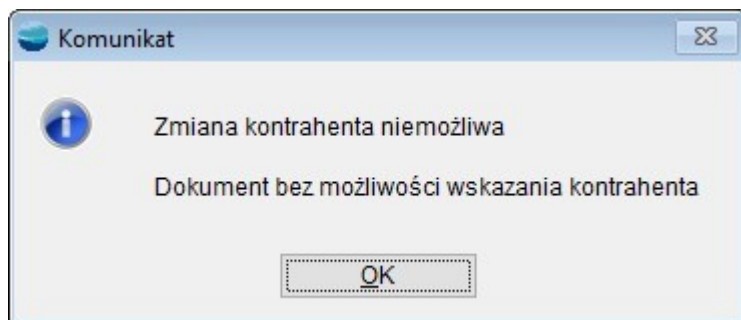 Komunikat
Zmiana kontrahenta niemożliwa
Dokument bez możliwości wskazania kontrahenta
OK